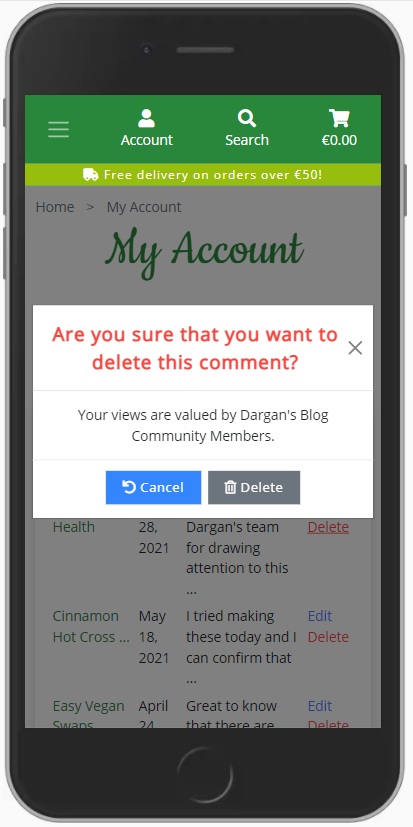 Account
Search
€0.00
Free delivery on orders over €50!
Home > My Account
My Account
Are you sure that you want to
delete this comment?
Your views are valued by Dargan's Blog
Community Members.
Cancel
Delete
Health 28, Dargan's team Delete
2021 for drawing
attention to this
...
Cinnamon May I tried making Edit
Hot Cross ... 18, these today and I Delete
2021 can confirm that
...
Easy Vegan April Great to know Edit
Swaps 24 that there are Delete